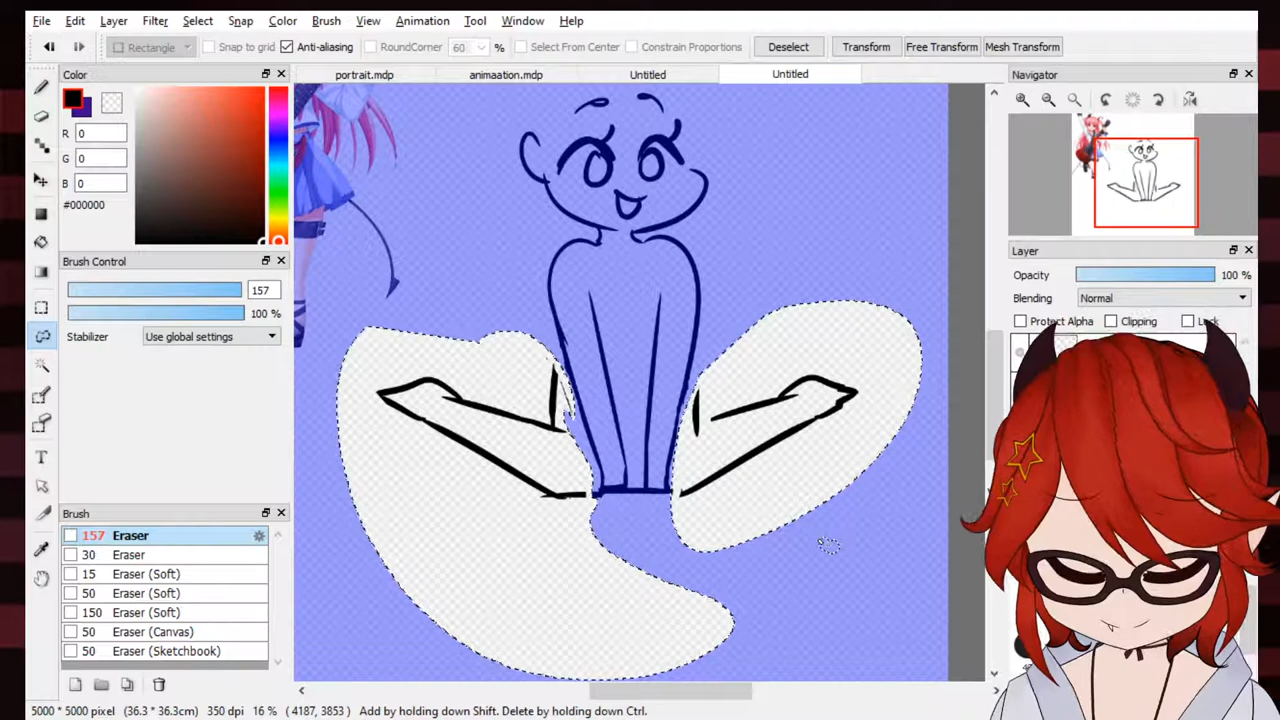 File Edit Layer Filter Select Snap Color Brush View Animation Tool Window Help
Rectangle Snap to grid Anti-aliasing RoundCorner 60 % Select From Center Constrain Proportions Deselect Transform Free Transform Mesh Transform
Color
portrait.mdp animaation.mdp Untitled Untitled
Navigator
R 0
G 0
B 0
#000000
Brush Control
157
100 %
Stabilizer Use global settings
Layer
Opacity 100 %
Blending Normal
Protect Alpha Clipping
Brush
157 Eraser
30 Eraser
15 Eraser (Soft)
50 Eraser (Soft)
150 Eraser (Soft)
50 Eraser (Canvas)
50 Eraser (Sketchbook)
5000 * 5000 pixel (36.3 * 36.3cm) 350 dpi 16 % ( 4187, 3853 ) Add by holding down Shift. Delete by holding down Ctrl.